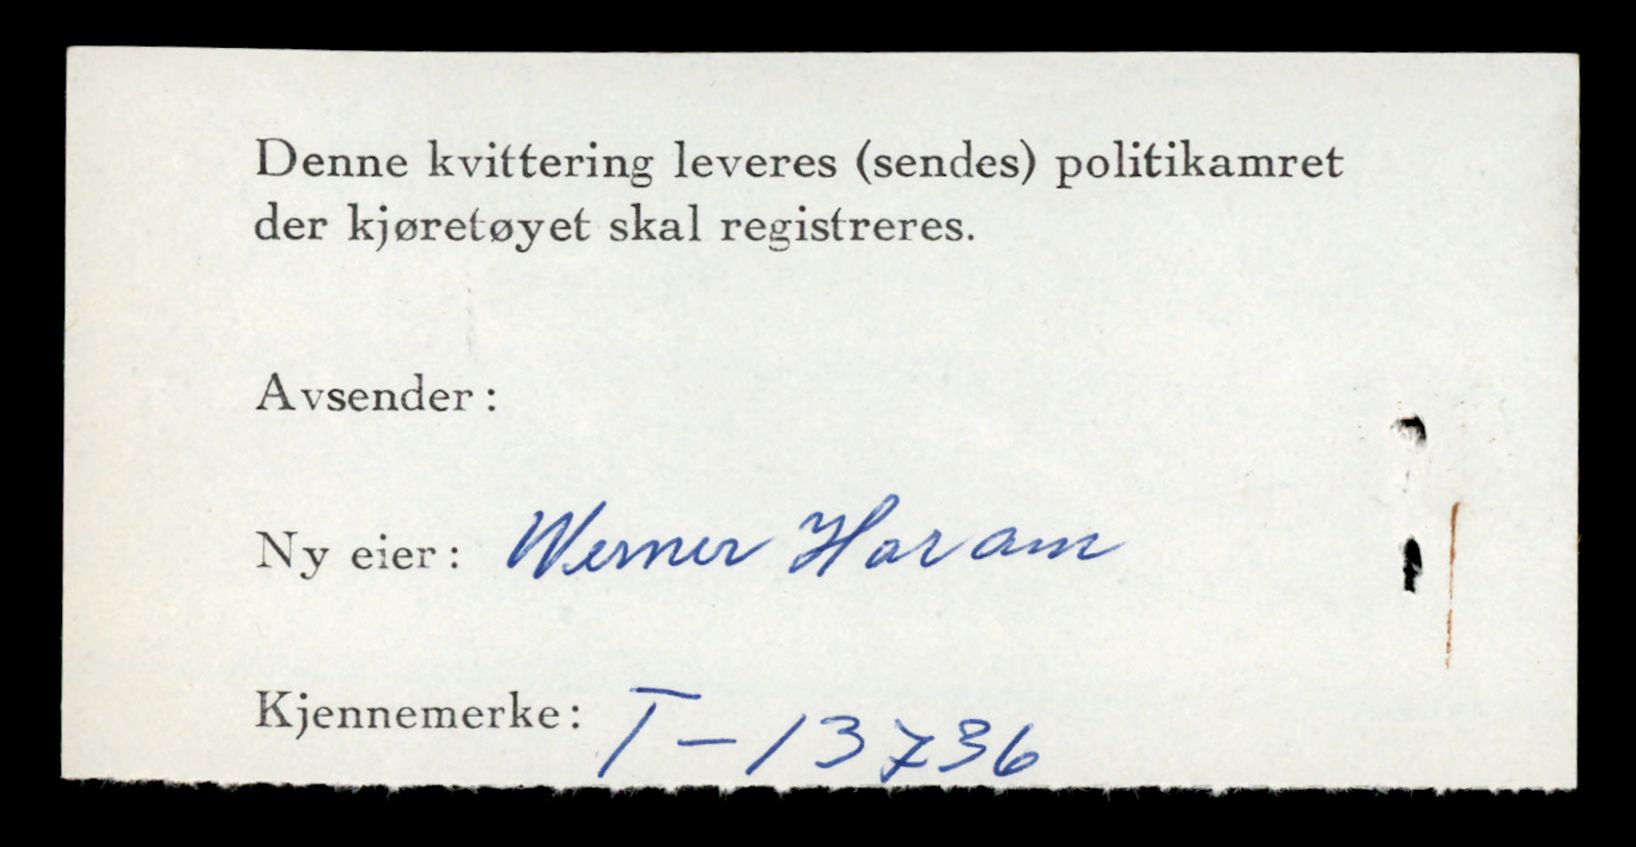 Denne kvittering leveres (sendes) politikamret
der kjøretøyet skal registreres.
Avsender:
Ny eier: Werner Haram
Kjennemerke: T-13736